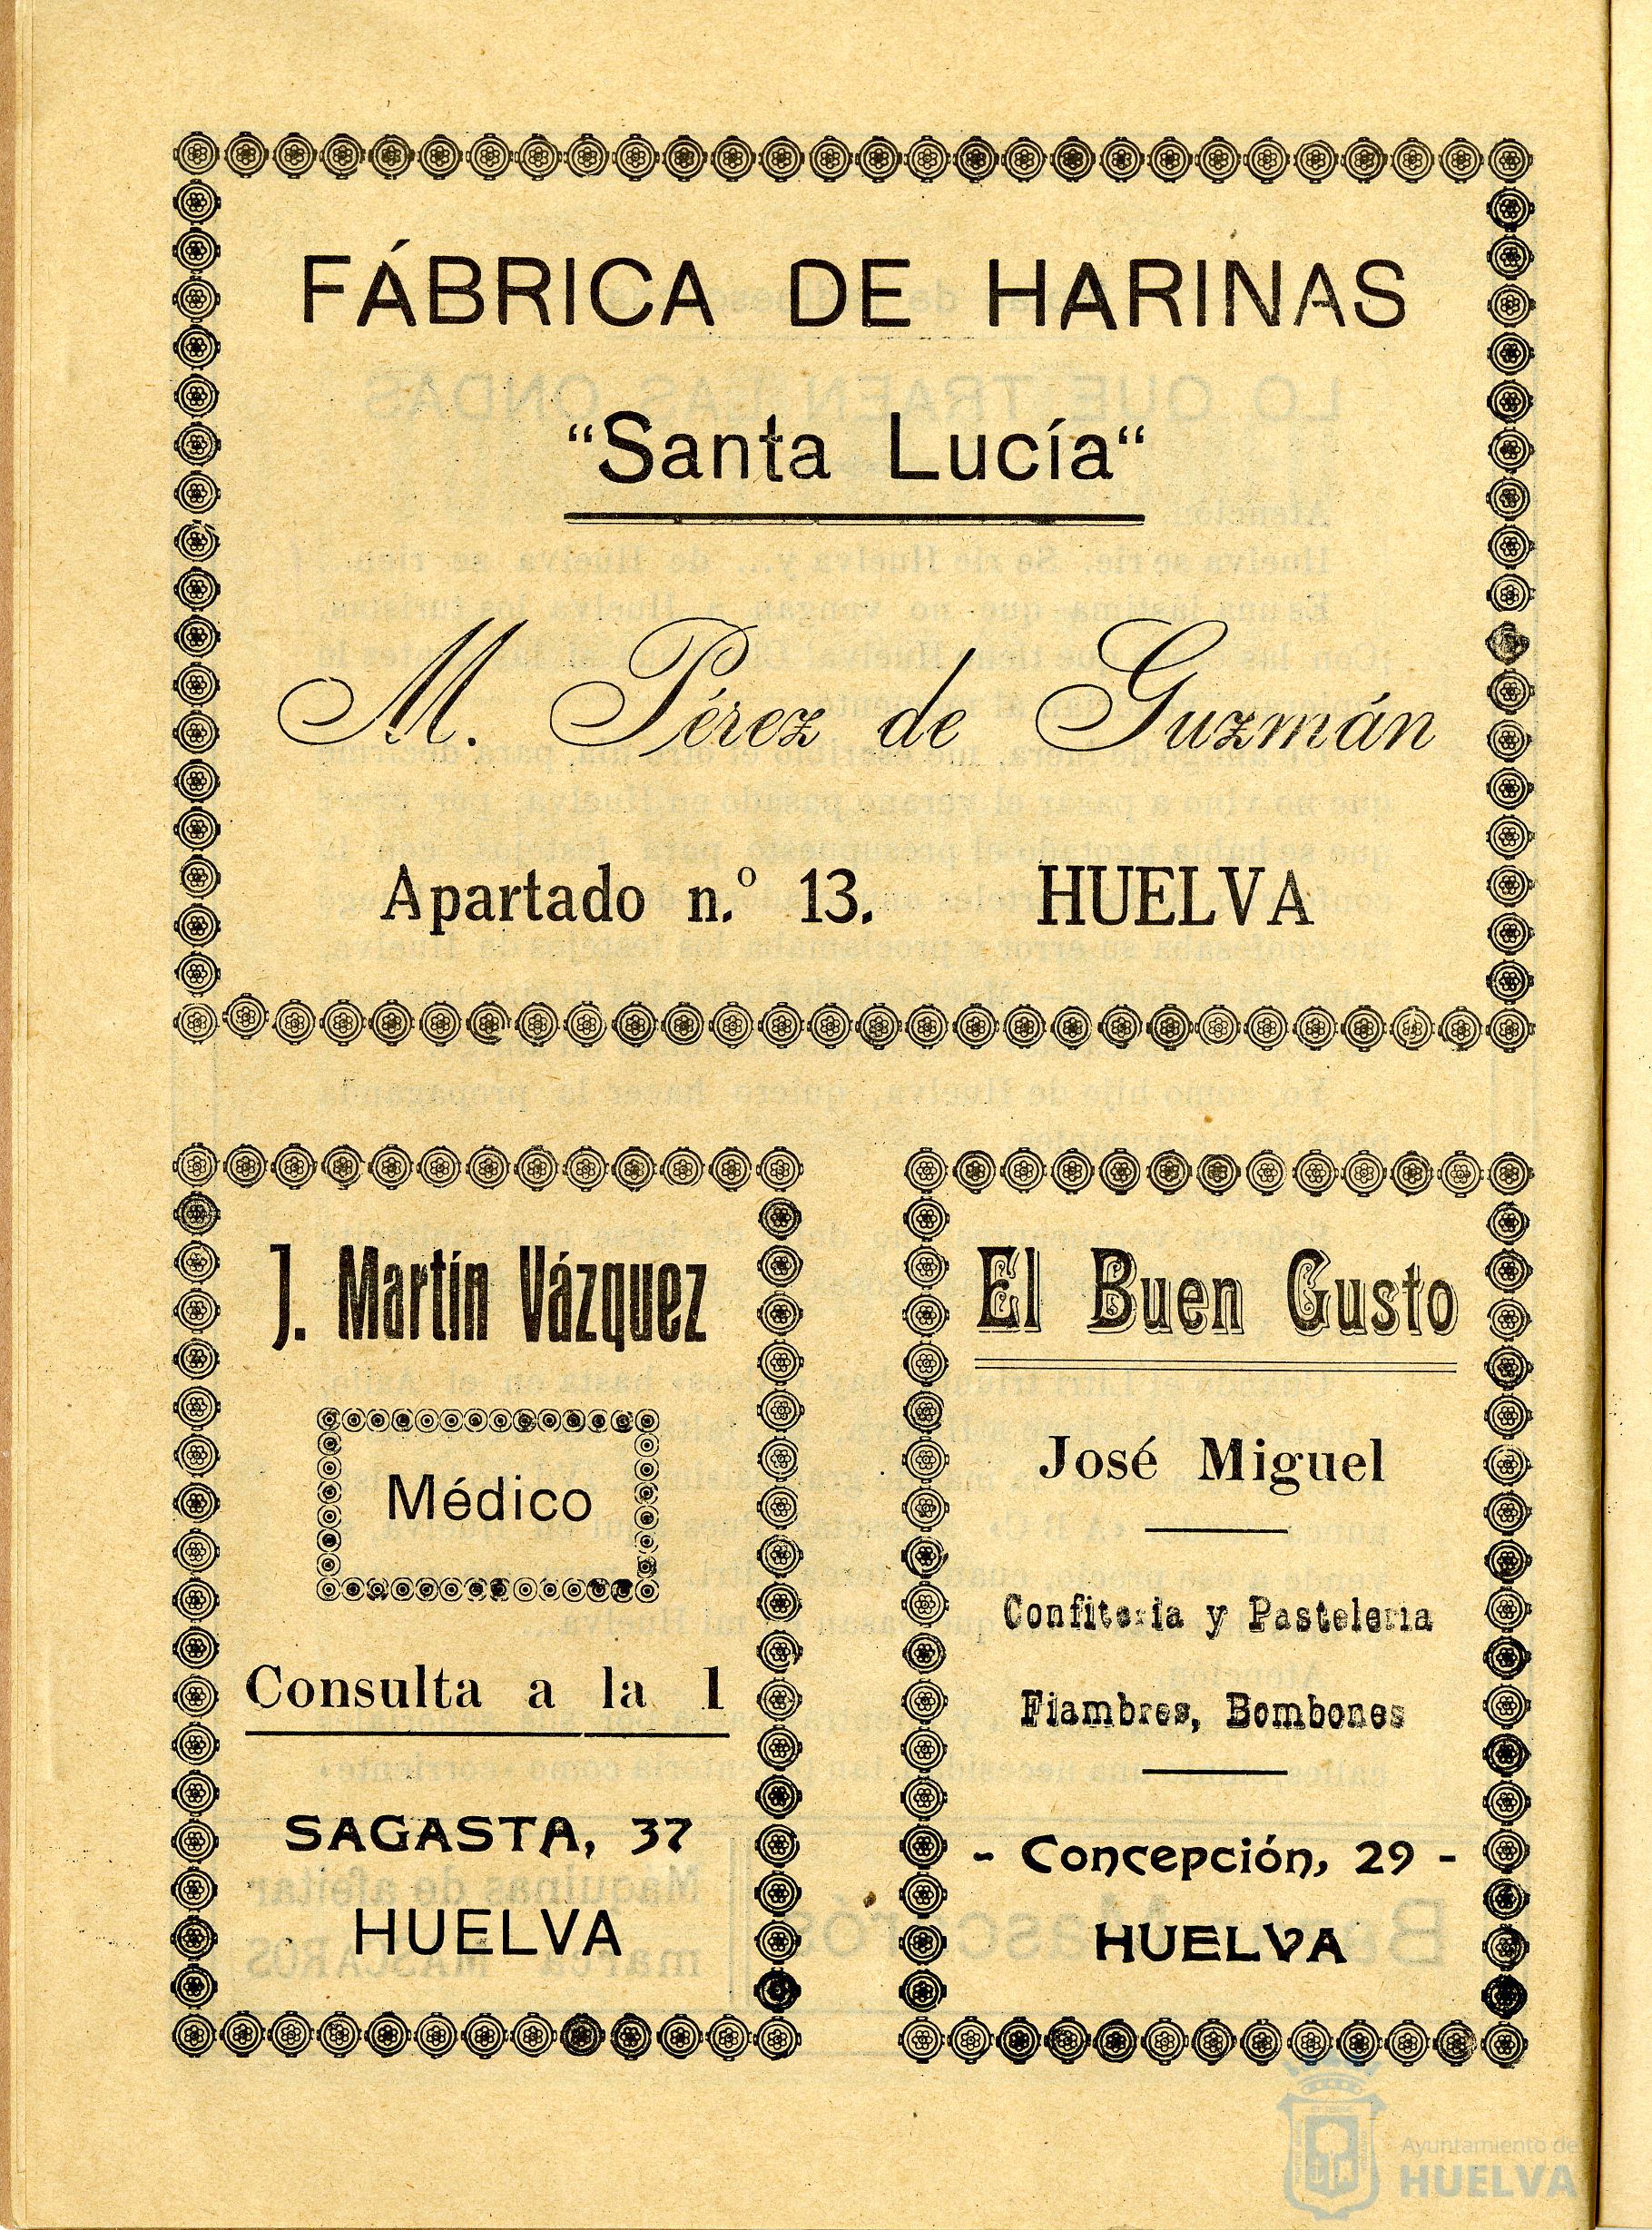 FÁBRICA DE HARINAS
“Santa Lucía“
M. Pérez de Guzmán
Apartado n.º 13. HUELVA
J. Martín Vázquez
Médico
Consulta a la 1
SAGASTA, 37
HUELVA
El Buen Gusto
José Miguel
Confitería y Pastelería
Fiambres, Bombones
- Concepción, 29 -
HUELVA
Ayuntamiento de
HUELVA